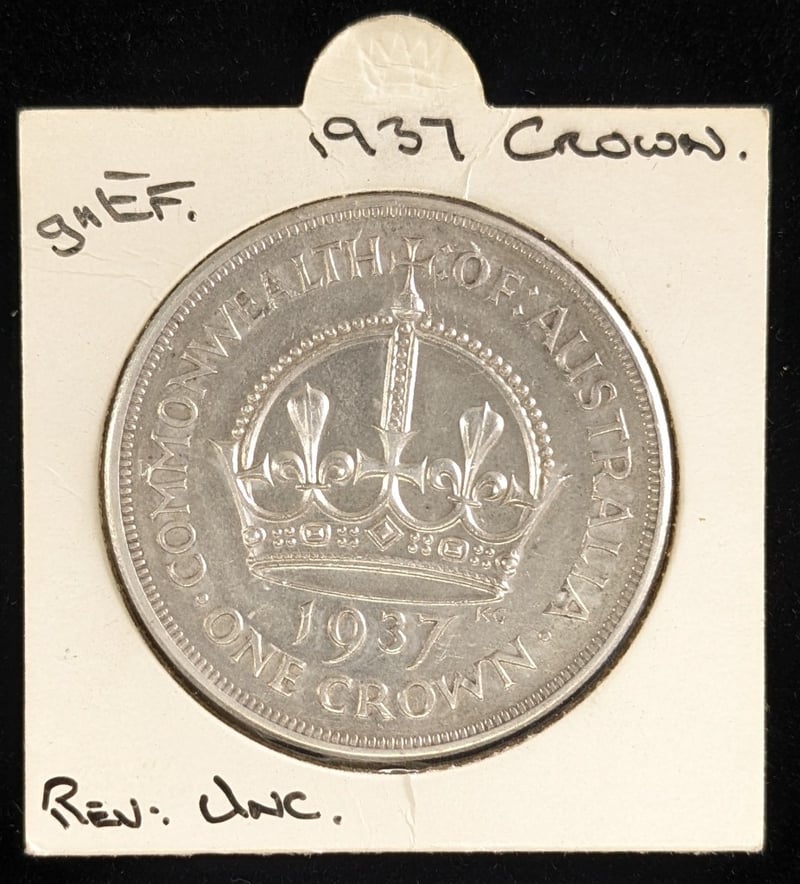 1937 CROWN.
gnEF.
COMMONWEALTH : OF : AUSTRALIA ·
1937 KG
· ONE CROWN ·
REV: UNC.